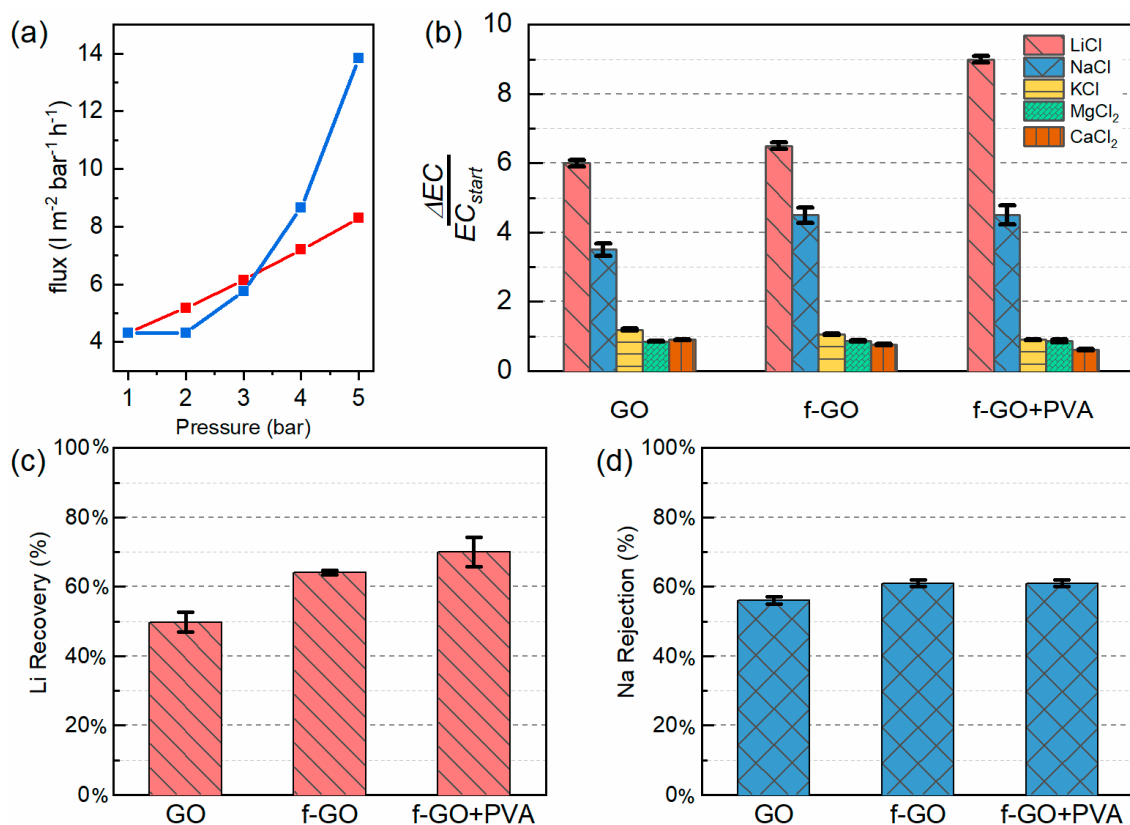 (a)
14
12
10
8
6
4
flux (l m⁻² bar⁻¹ h⁻¹)
1 2 3 4 5
Pressure (bar)
(b)
10
8
6
4
2
0
ΔEC
EC_start
LiCl
NaCl
KCl
MgCl₂
CaCl₂
GO f-GO f-GO+PVA
(c)
100%
80%
60%
40%
20%
0%
Li Recovery (%)
GO f-GO f-GO+PVA
(d)
100%
80%
60%
40%
20%
0%
Na Rejection (%)
GO f-GO f-GO+PVA